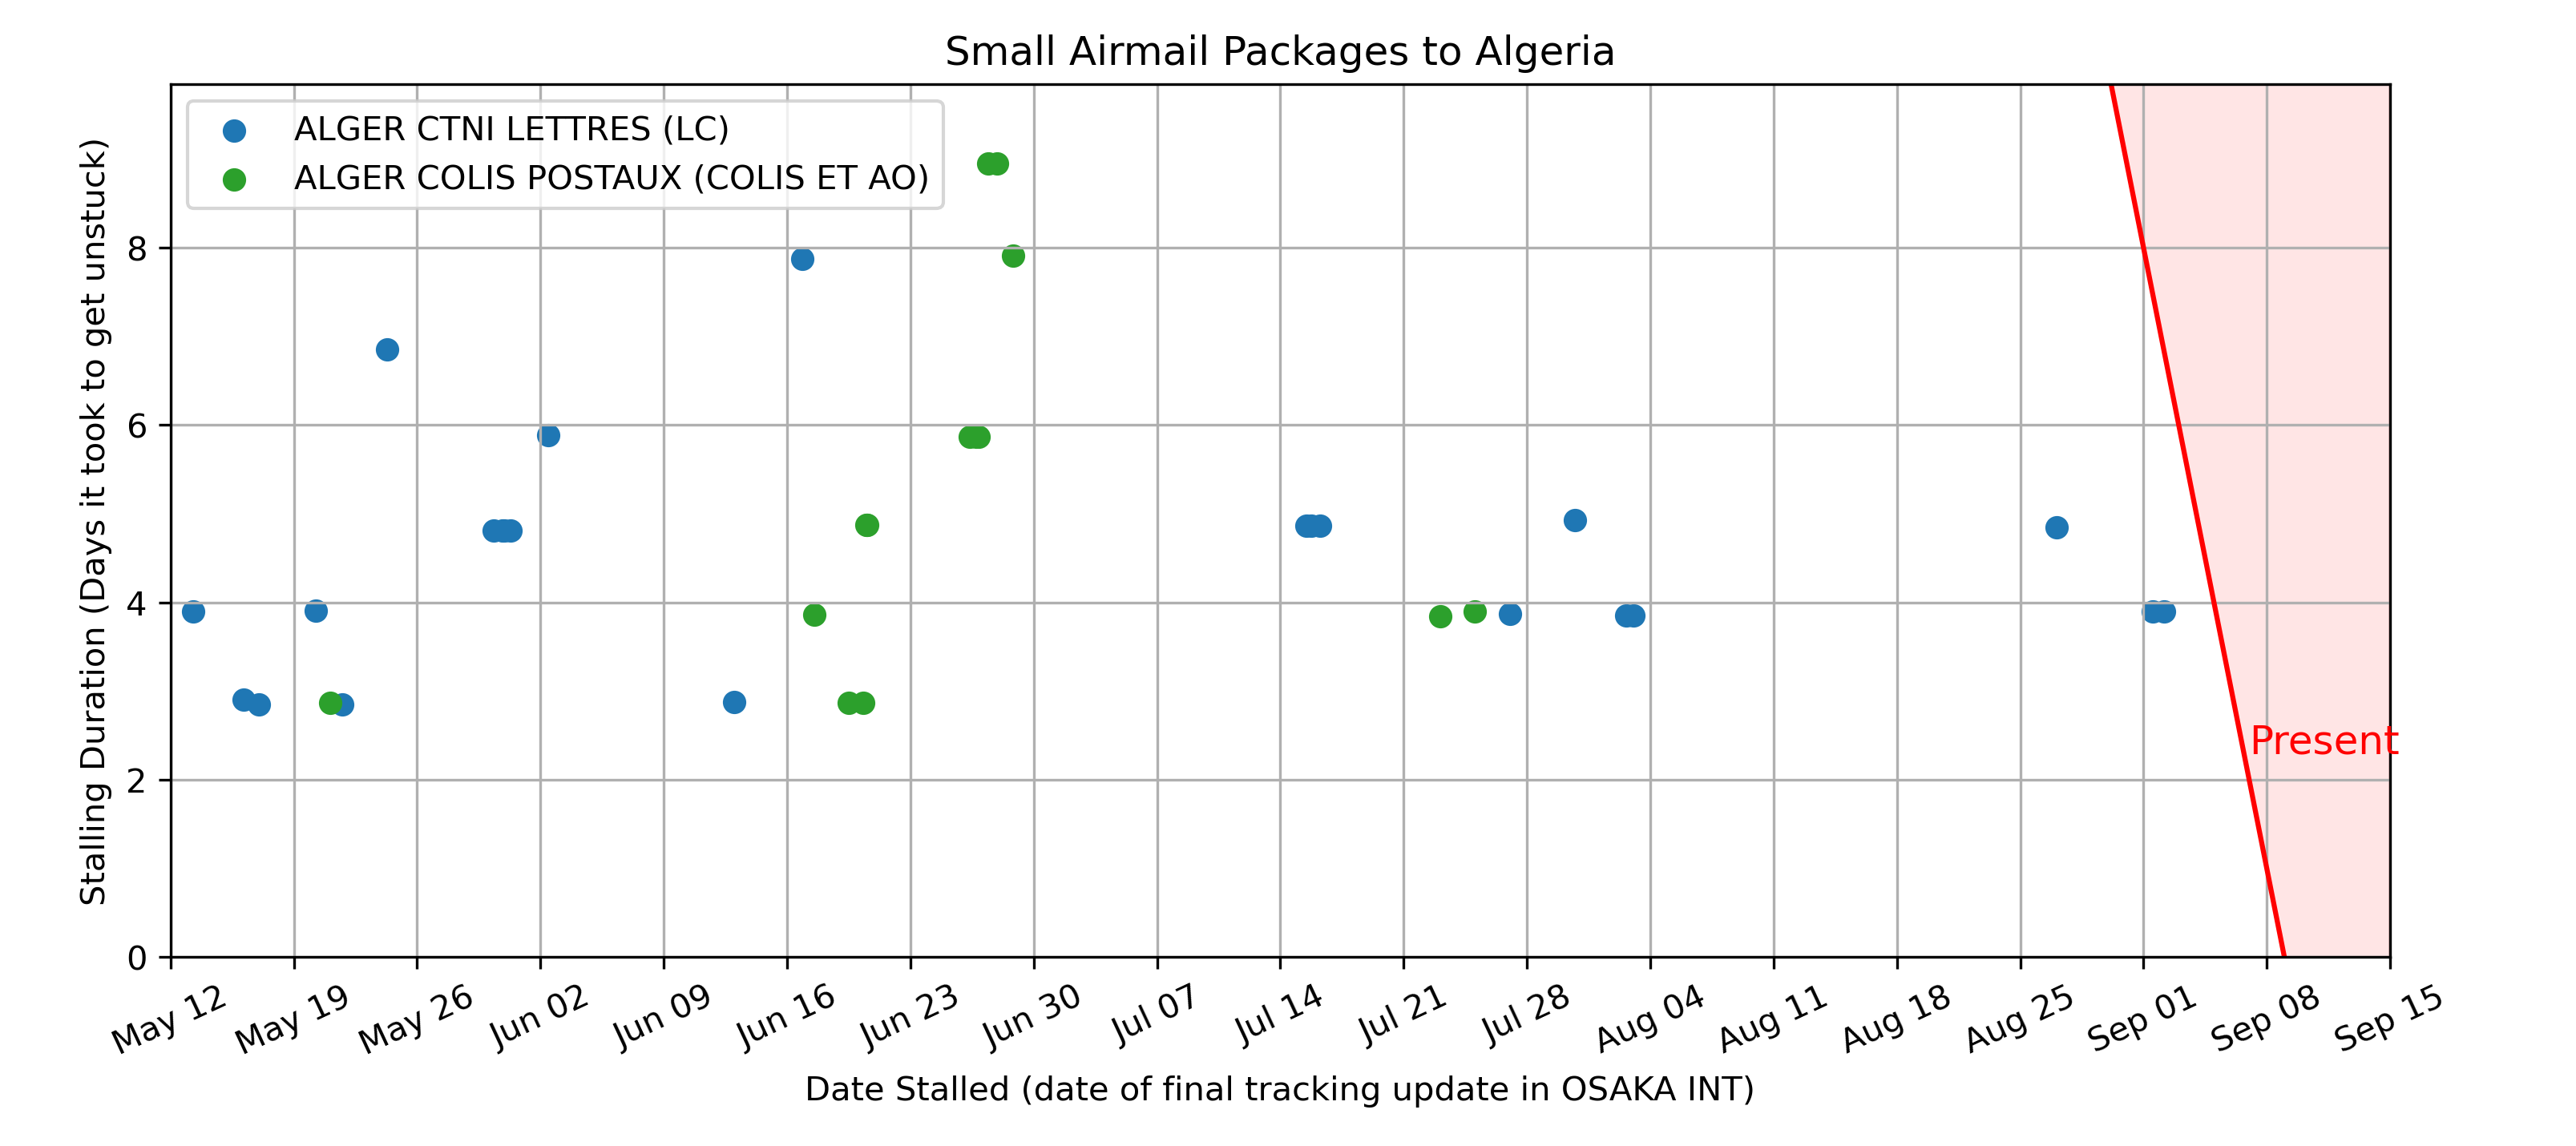 Small Airmail Packages to Algeria
ALGER CTNI LETTRES (LC)
ALGER COLIS POSTAUX (COLIS ET AO)
Stalling Duration (Days it took to get unstuck)
8
6
4
2
0
Present
May 12
May 19
May 26
Jun 02
Jun 09
Jun 16
Jun 23
Jun 30
Jul 07
Jul 14
Jul 21
Jul 28
Aug 04
Aug 11
Aug 18
Aug 25
Sep 01
Sep 08
Sep 15
Date Stalled (date of final tracking update in OSAKA INT)